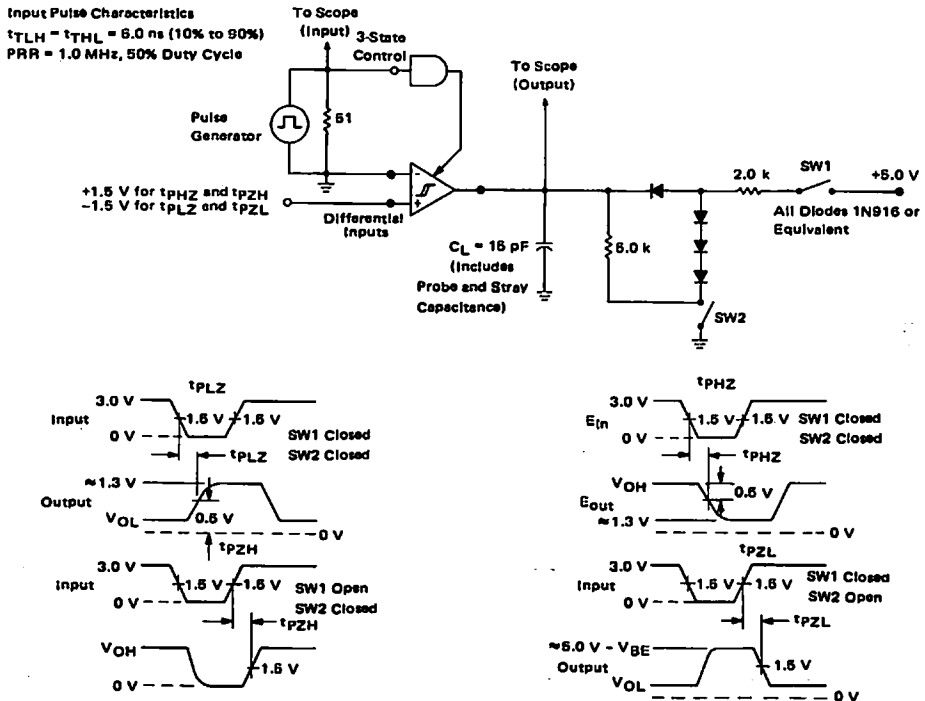 Input Pulse Characteristics
tTLH = tTHL = 6.0 ns (10% to 90%)
PRR = 1.0 MHz, 50% Duty Cycle
To Scope
(Input)
3-State
Control
To Scope
(Output)
Pulse
Generator
51
+1.5 V for tPHZ and tPZH
-1.5 V for tPLZ and tPZL
Differential
Inputs
-
+
CL = 15 pF
(Includes
Probe and Stray
Capacitance)
5.0 k
2.0 k
SW1
+5.0 V
All Diodes 1N916 or
Equivalent
SW2
tPLZ
3.0 V
Input
1.5 V
1.5 V
0 V
SW1 Closed
SW2 Closed
tPLZ
≈ 1.3 V
Output
0.5 V
VOL
0 V
tPZH
3.0 V
Input
1.5 V
1.5 V
0 V
SW1 Open
SW2 Closed
tPZH
VOH
1.5 V
0 V
tPHZ
3.0 V
Ein
1.5 V
1.5 V
0 V
SW1 Closed
SW2 Closed
tPHZ
VOH
0.5 V
Eout
≈ 1.3 V
0 V
tPZL
3.0 V
Input
1.5 V
1.5 V
0 V
SW1 Closed
SW2 Open
tPZL
≈ 5.0 V - VBE
Output
1.5 V
VOL
0 V